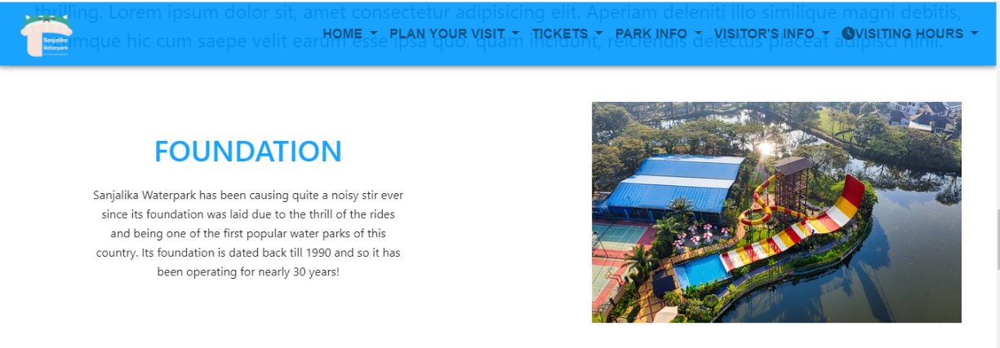 thrilling. Lorem ipsum dolor sit, amet consectetur adipisicing elit. Aperiam deleniti illo similique magni debitis,
hic cum saepe velit earum esse ipsa quo, quam incidunt, reiciendis delectus placeat adipisci nihil.
Sanjalika
Waterpark
HOME PLAN YOUR VISIT TICKETS PARK INFO VISITOR'S INFO VISITING HOURS
FOUNDATION
Sanjalika Waterpark has been causing quite a noisy stir ever
since its foundation was laid due to the thrill of the rides
and being one of the first popular water parks of this
country. Its foundation is dated back till 1990 and so it has
been operating for nearly 30 years!